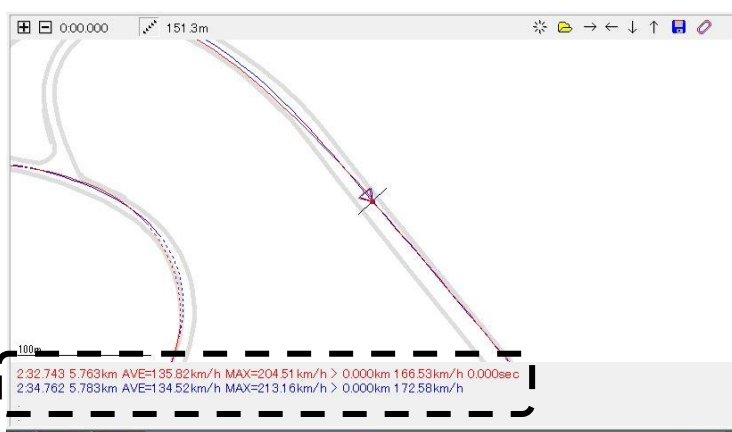 0:00.000 151.3m
100m
2:32.743 5.763km AVE=135.82km/h MAX=204.51km/h > 0.000km 166.53km/h 0.000sec
2:34.762 5.783km AVE=134.52km/h MAX=213.16km/h > 0.000km 172.58km/h